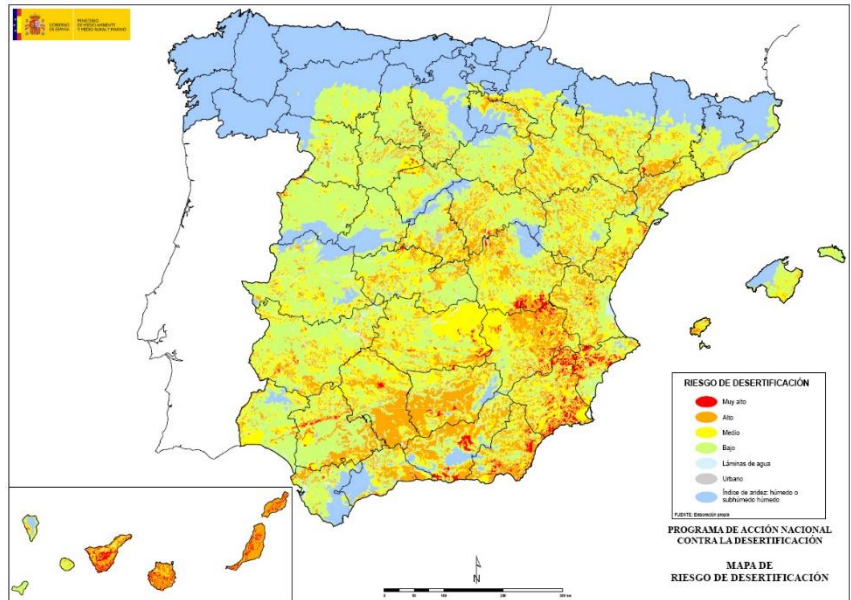 GOBIERNO
DE ESPAÑA
MINISTERIO
DE MEDIO AMBIENTE
Y MEDIO RURAL Y MARINO
RIESGO DE DESERTIFICACIÓN
Muy alto
Alto
Medio
Bajo
Láminas de agua
Urbano
Índice de aridez: húmedo o
subhúmedo húmedo
FUENTE: Elaboración propia
PROGRAMA DE ACCIÓN NACIONAL
CONTRA LA DESERTIFICACIÓN
MAPA DE
RIESGO DE DESERTIFICACIÓN
N